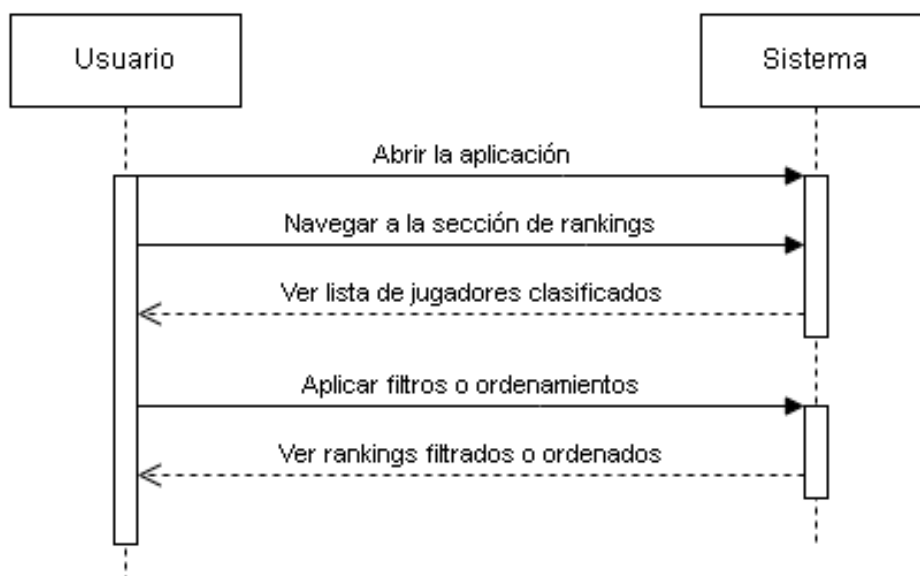 Usuario
Sistema
Abrir la aplicación
Navegar a la sección de rankings
Ver lista de jugadores clasificados
Aplicar filtros o ordenamientos
Ver rankings filtrados o ordenados